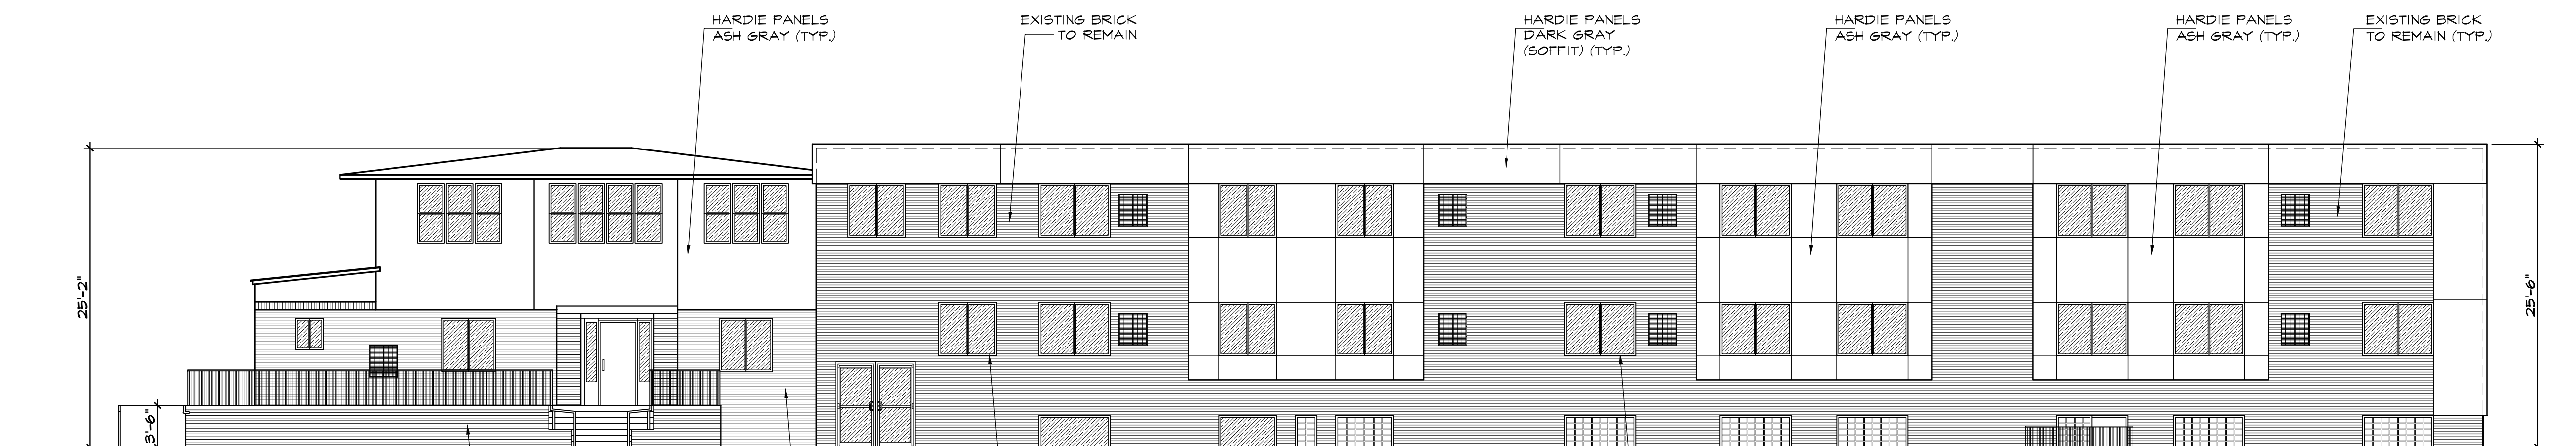 HARDIE PANELS
ASH GRAY (TYP.)
EXISTING BRICK
TO REMAIN
HARDIE PANELS
DARK GRAY
(SOFFIT) (TYP.)
HARDIE PANELS
ASH GRAY (TYP.)
HARDIE PANELS
ASH GRAY (TYP.)
EXISTING BRICK
TO REMAIN (TYP.)
25'-2"
3'-6"
25'-6"